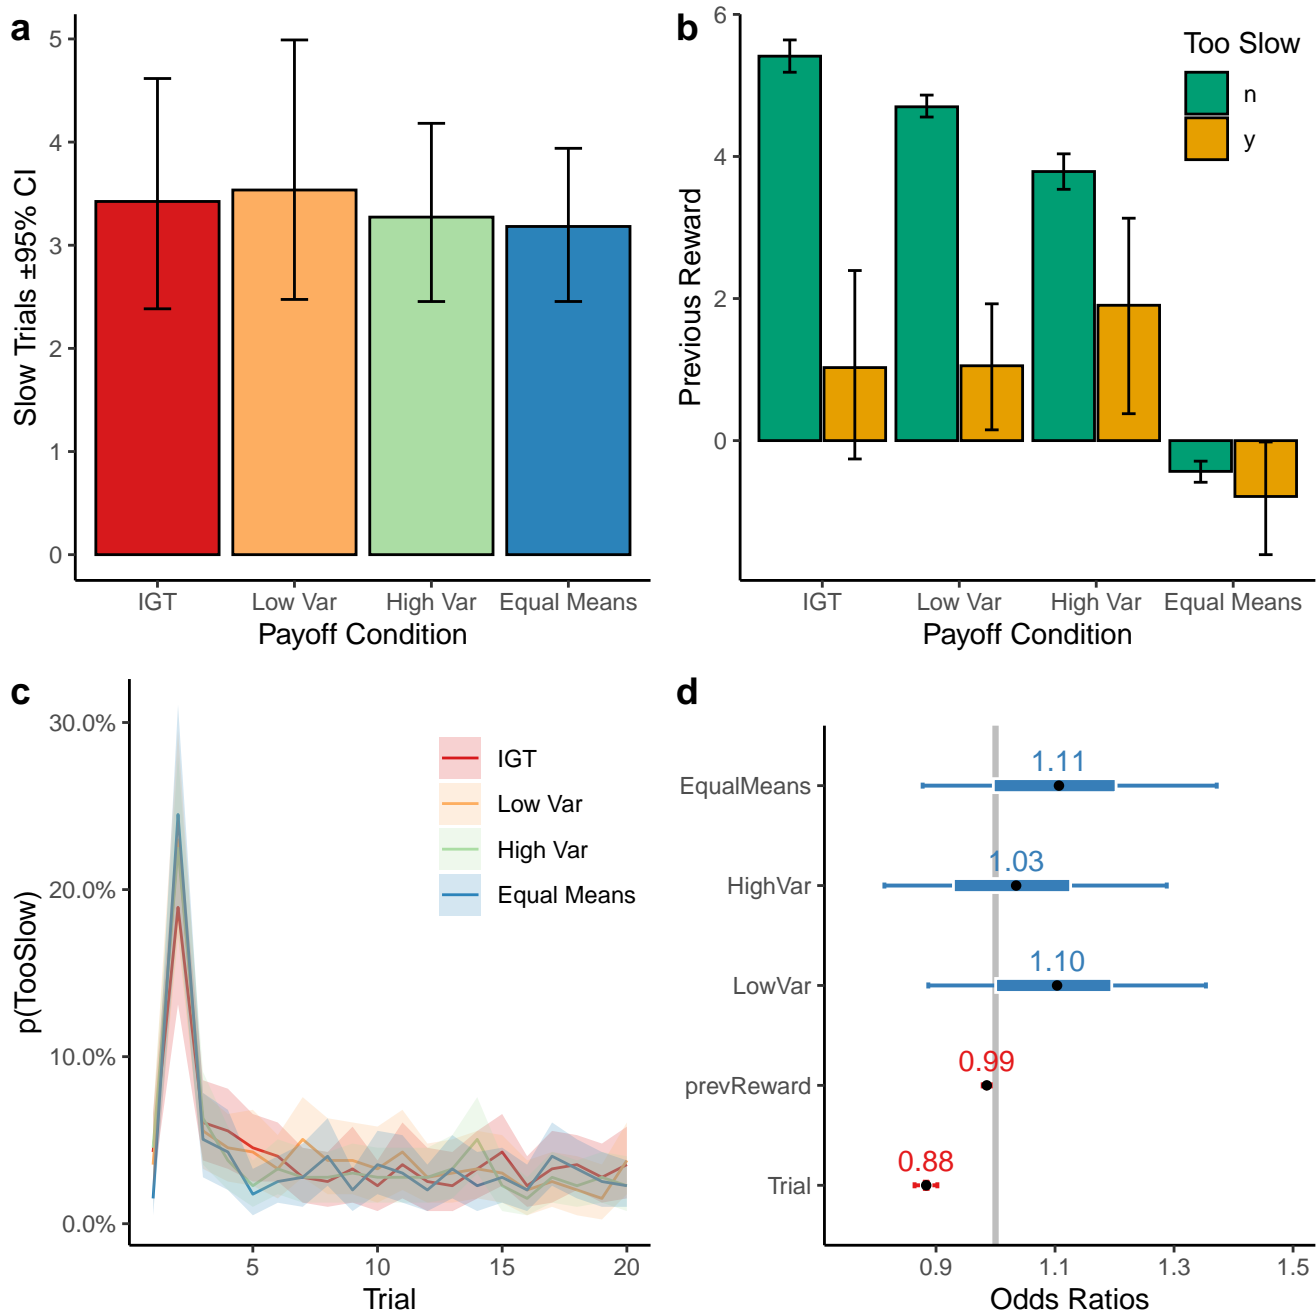 a
5
4
3
2
1
0
Slow Trials ±95% CI
IGT
Low Var
High Var
Equal Means
Payoff Condition
b
6
4
2
0
Previous Reward
Too Slow
n
y
IGT
Low Var
High Var
Equal Means
Payoff Condition
c
30.0%
20.0%
10.0%
0.0%
p(TooSlow)
IGT
Low Var
High Var
Equal Means
5
10
15
20
Trial
d
EqualMeans
HighVar
LowVar
prevReward
Trial
1.11
1.03
1.10
0.99
0.88
0.9
1.1
1.3
1.5
Odds Ratios